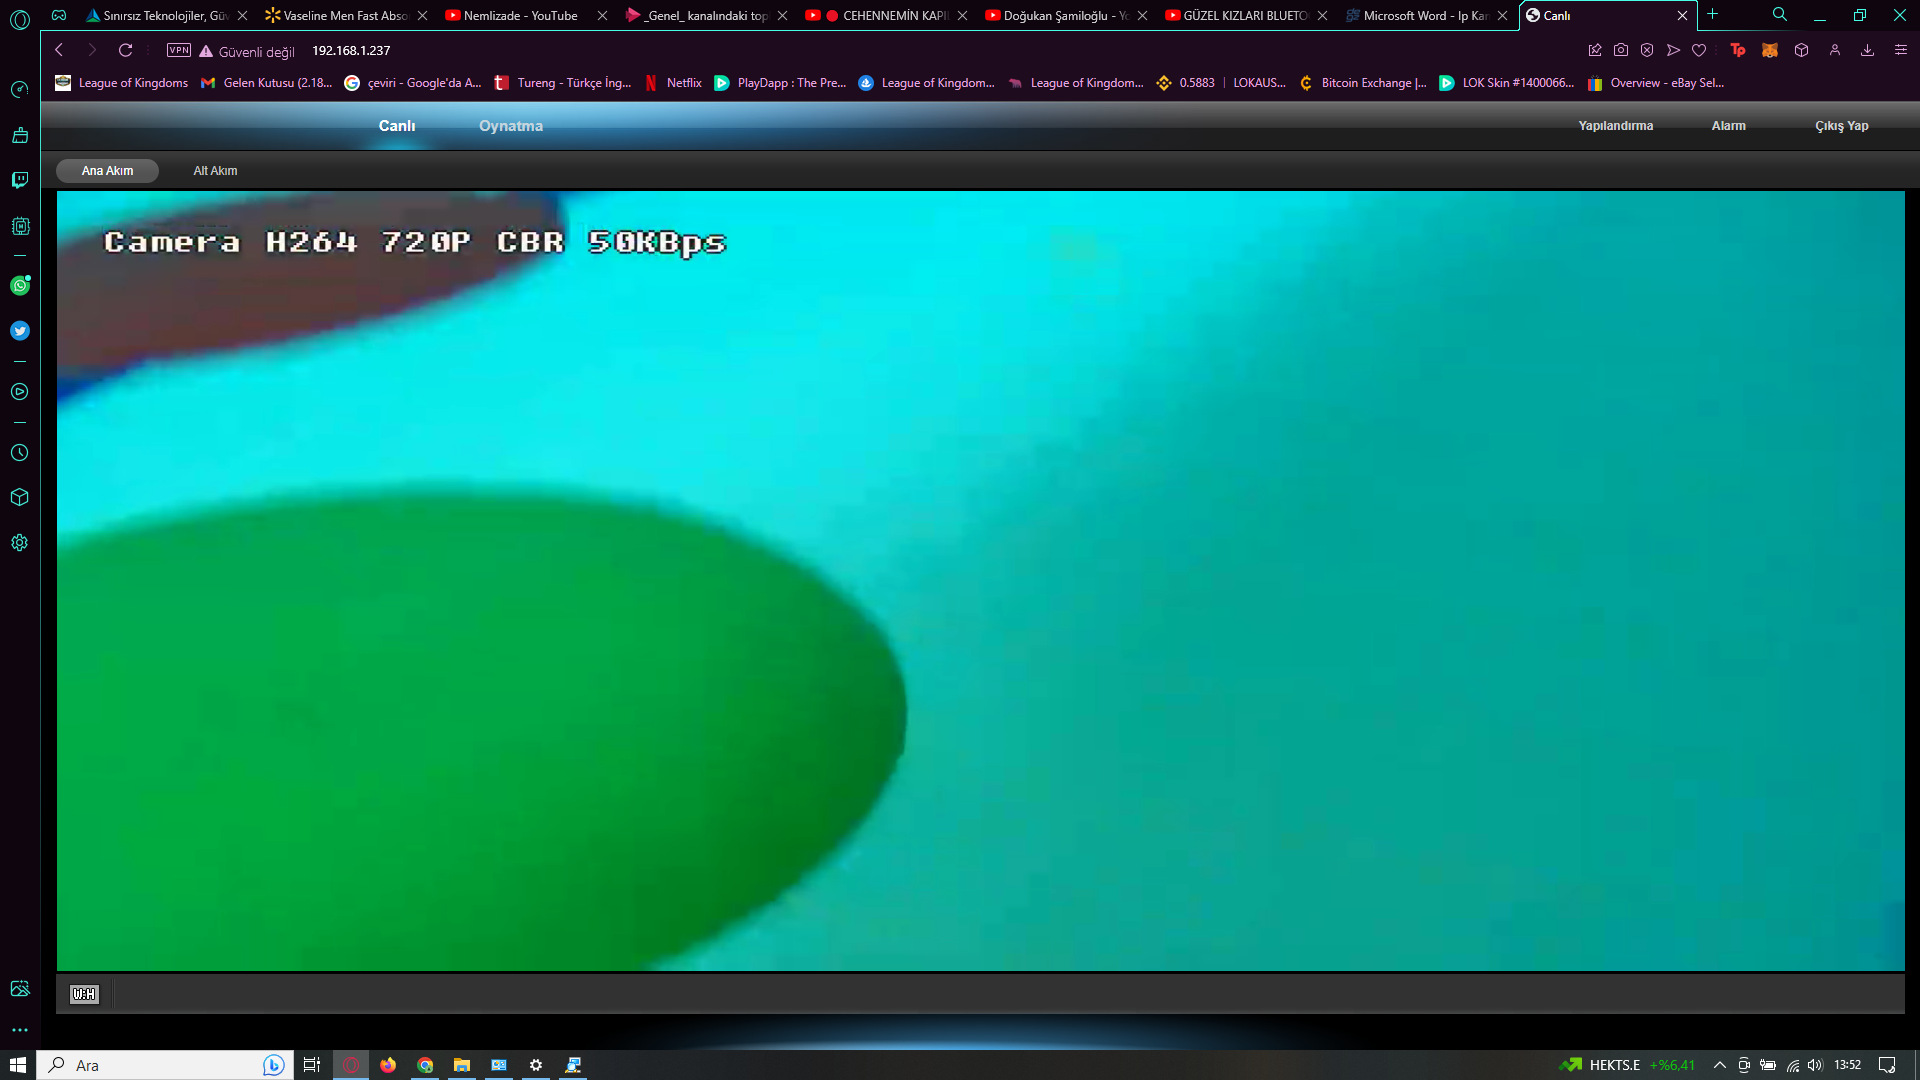 Sınırsız Teknolojiler, Gü
Vaseline Men Fast Abso
Nemlizade - YouTube
_Genel_ kanalındaki top
CEHENNEMİN KAPI
Doğukan Şamiloğlu - Yo
GÜZEL KIZLARI BLUETO
Microsoft Word - Ip Kar
Canlı
VPN
Güvenli değil
192.168.1.237
Tp
League of Kingdoms
Gelen Kutusu (2.18...
çeviri - Google'da A...
Tureng - Türkçe İng...
Netflix
PlayDapp : The Pre...
League of Kingdom...
League of Kingdom...
0.5883 | LOKAUS...
Bitcoin Exchange |...
LOK Skin #1400066...
Overview - eBay Sel...
Canlı
Oynatma
Yapılandırma
Alarm
Çıkış Yap
Ana Akım
Alt Akım
Camera H264 720P CBR 50KBps
W:H
Ara
HEKTS.E +%6,41
13:52